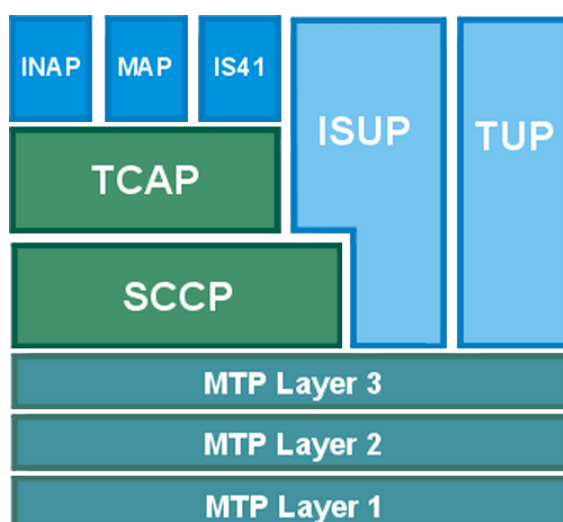 INAP MAP IS41
ISUP TUP
TCAP
SCCP
MTP Layer 3
MTP Layer 2
MTP Layer 1